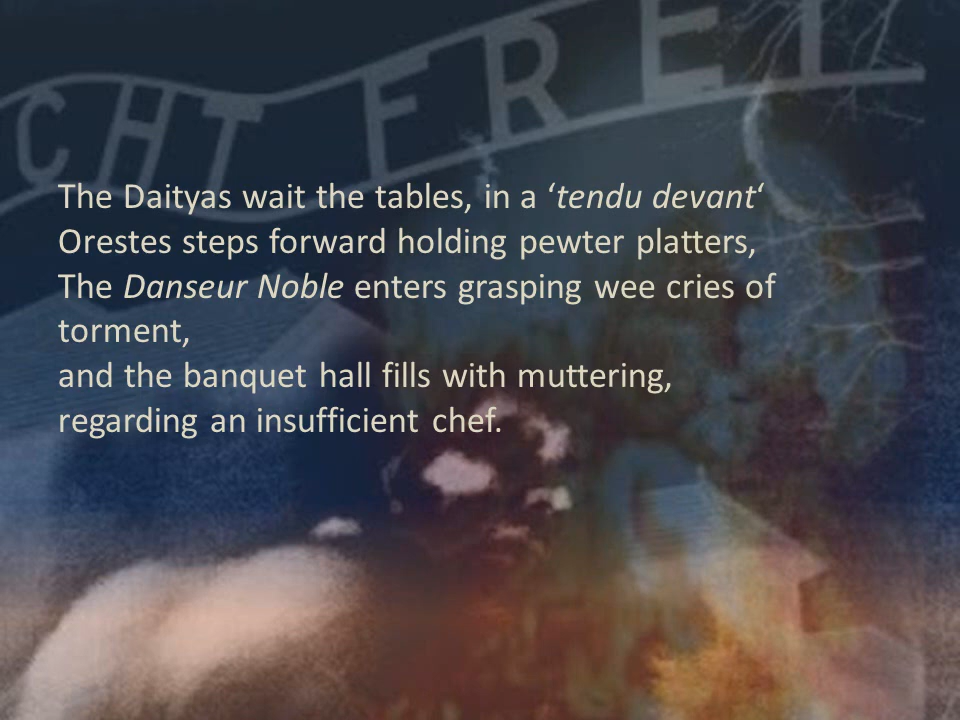 CHT FREI
The Daityas wait the tables, in a ‘tendu devant‘
Orestes steps forward holding pewter platters,
The Danseur Noble enters grasping wee cries of
torment,
and the banquet hall fills with muttering,
regarding an insufficient chef.